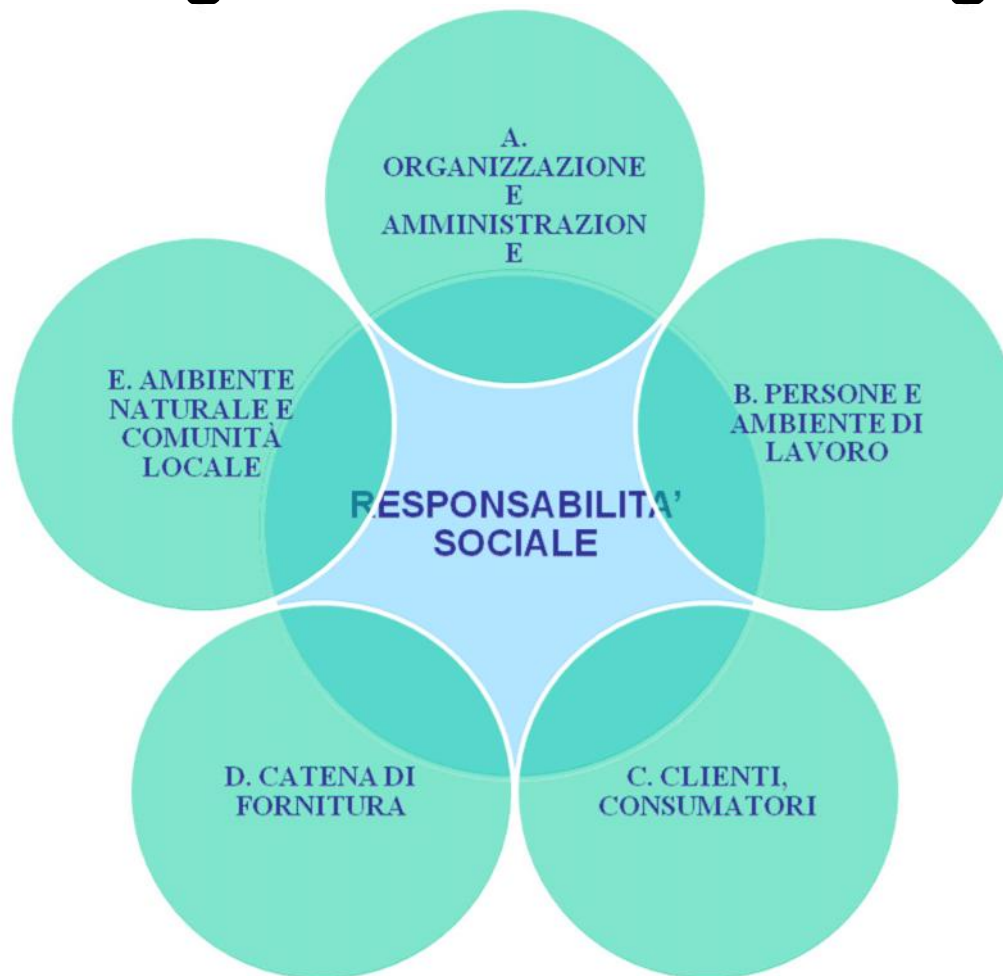 A.
ORGANIZZAZIONE
E
AMMINISTRAZION
E
E. AMBIENTE
NATURALE E
COMUNITÀ
LOCALE
B. PERSONE E
AMBIENTE DI
LAVORO
RESPONSABILITA’
SOCIALE
D. CATENA DI
FORNITURA
C. CLIENTI,
CONSUMATORI